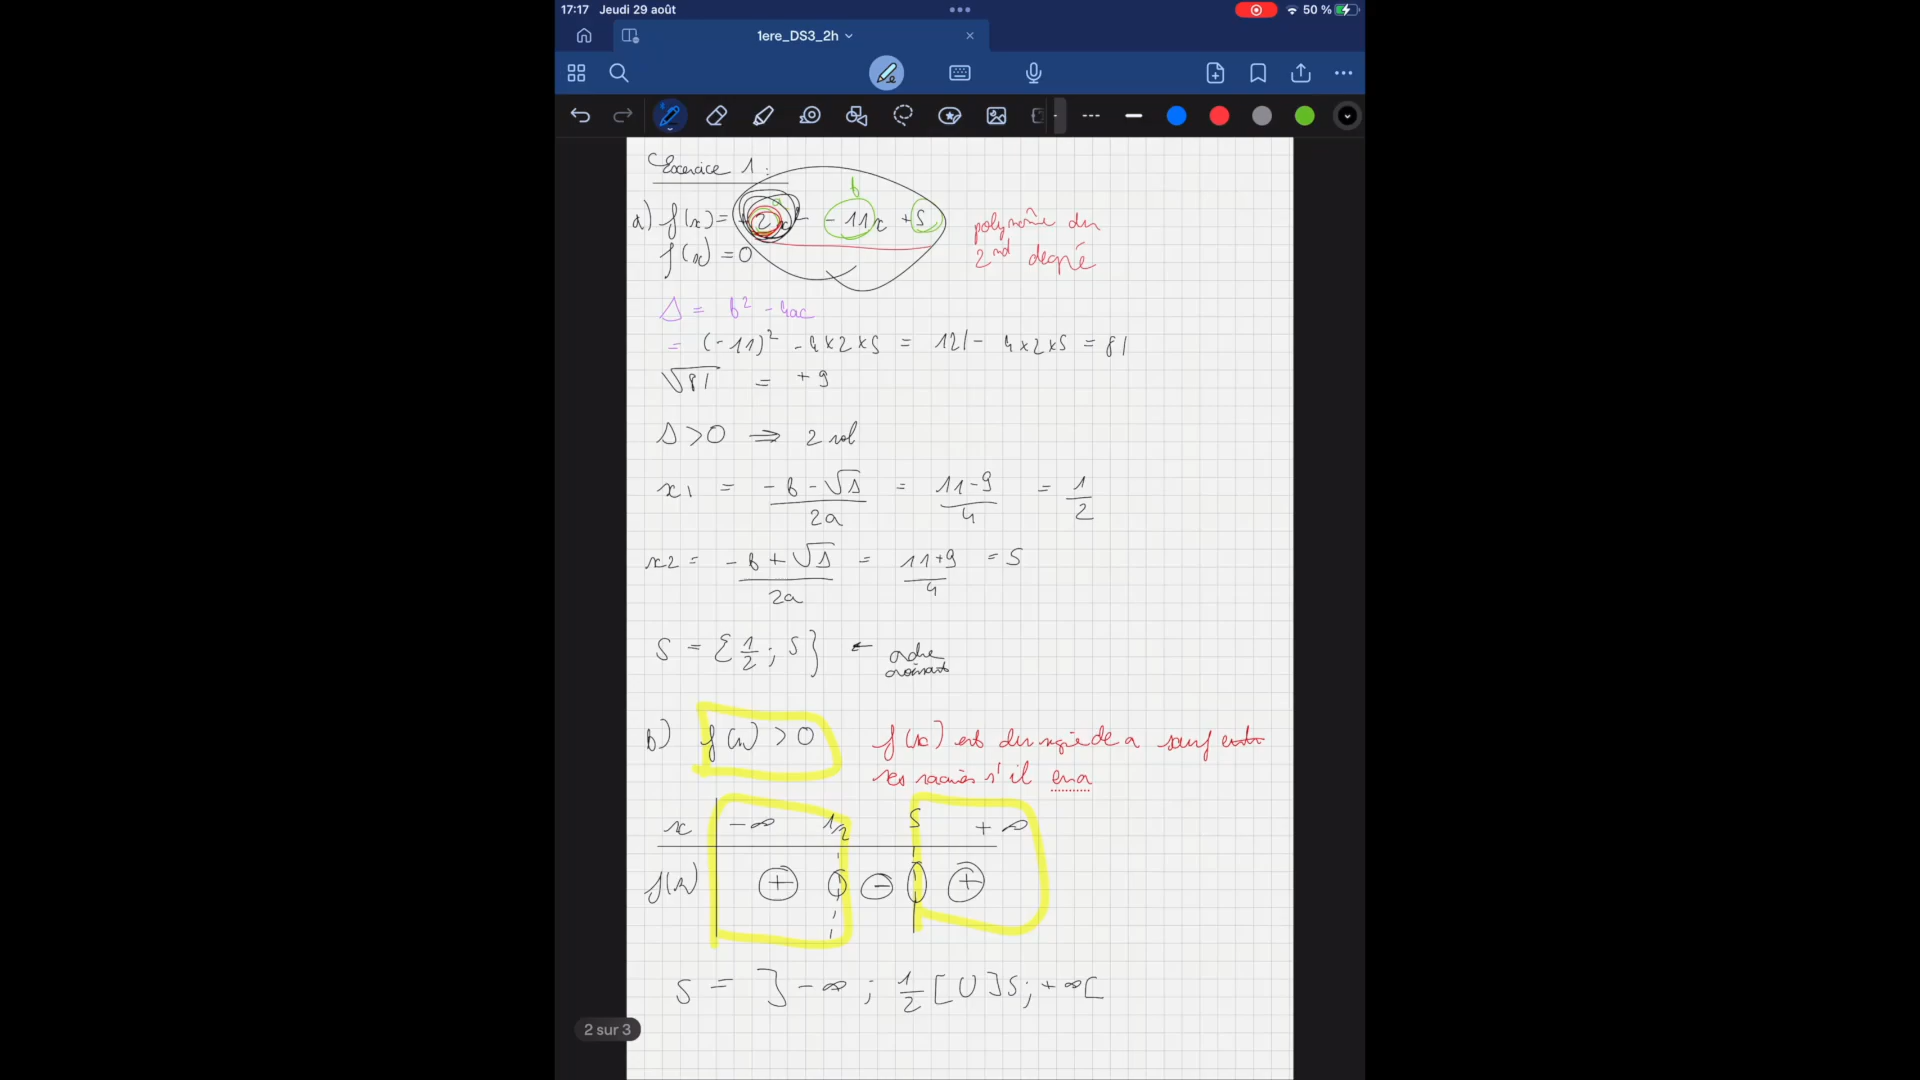 17:17 Jeudi 29 août
50 %
1ere_DS3_2h
Exercice 1 :
a) f(x) = 2x² - 11x + 5
a
b
polynôme du
2nd degré
f(x) = 0
Δ = b² - 4ac
= (-11)² - 4×2×5 = 121 - 4×2×5 = 81
√81 = +9
Δ > 0 ⇒ 2 sol
x1 = (-b - √Δ)/2a = (11-9)/4 = 1/2
x2 = (-b + √Δ)/2a = (11+9)/4 = 5
S = {1/2 ; 5} ← ordre
croissant
b) f(x) > 0
f(x) est du signe de a sauf entre
ses racines s'il en a
x -∞ 1/2 5 +∞
f(x) + 0 - 0 +
S = ]-∞ ; 1/2[ U ]5 ; +∞[
2 sur 3